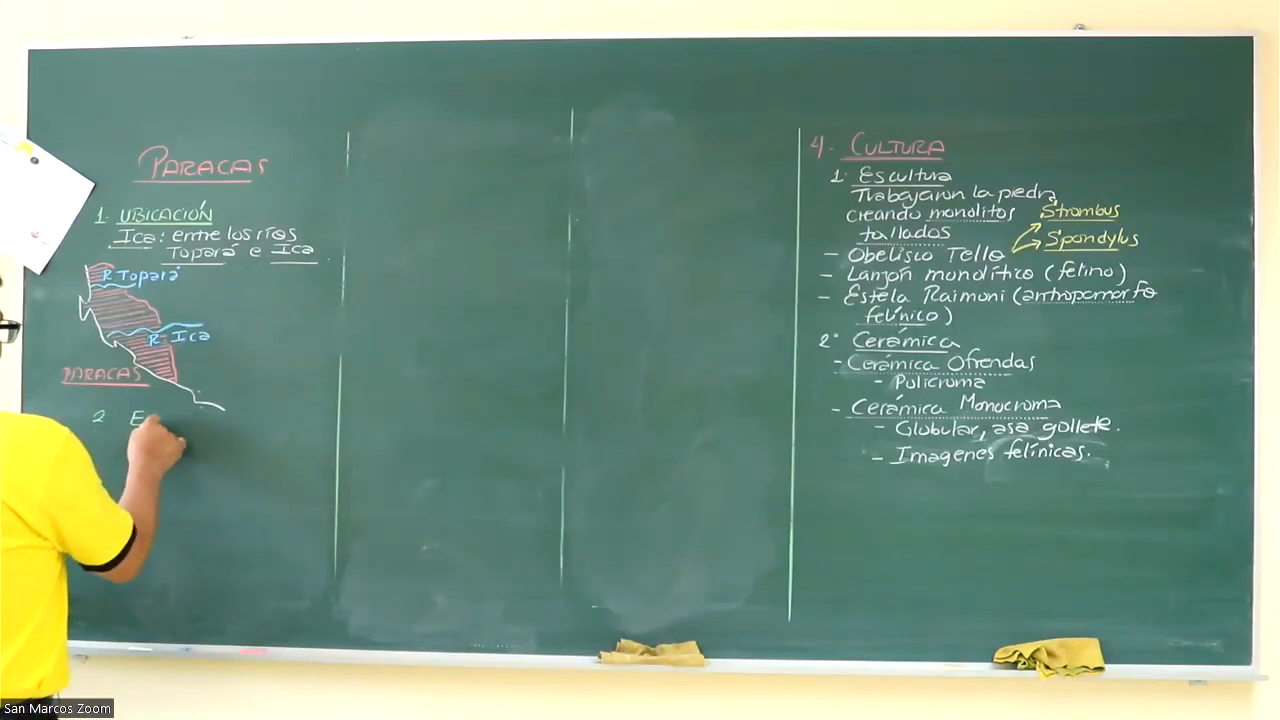 PARACAS
1. UBICACIÓN
Ica: entre los ríos
Topará e Ica
R Topará
R-Ica
PARACAS
2 E
4- CULTURA
1. Escultura
Trabajaron la piedra
creando monolitos
tallados
Strombus
Spondylus
- Obelisco Tello
- Lanzón monolítico (felino)
- Estela Raimoni (antropomorfo
felínico)
2° Cerámica
- Cerámica Ofrendas
- Policroma
- Cerámica Monocroma
- Globular, asa gollete.
- Imagenes felínicas.
San Marcos Zoom